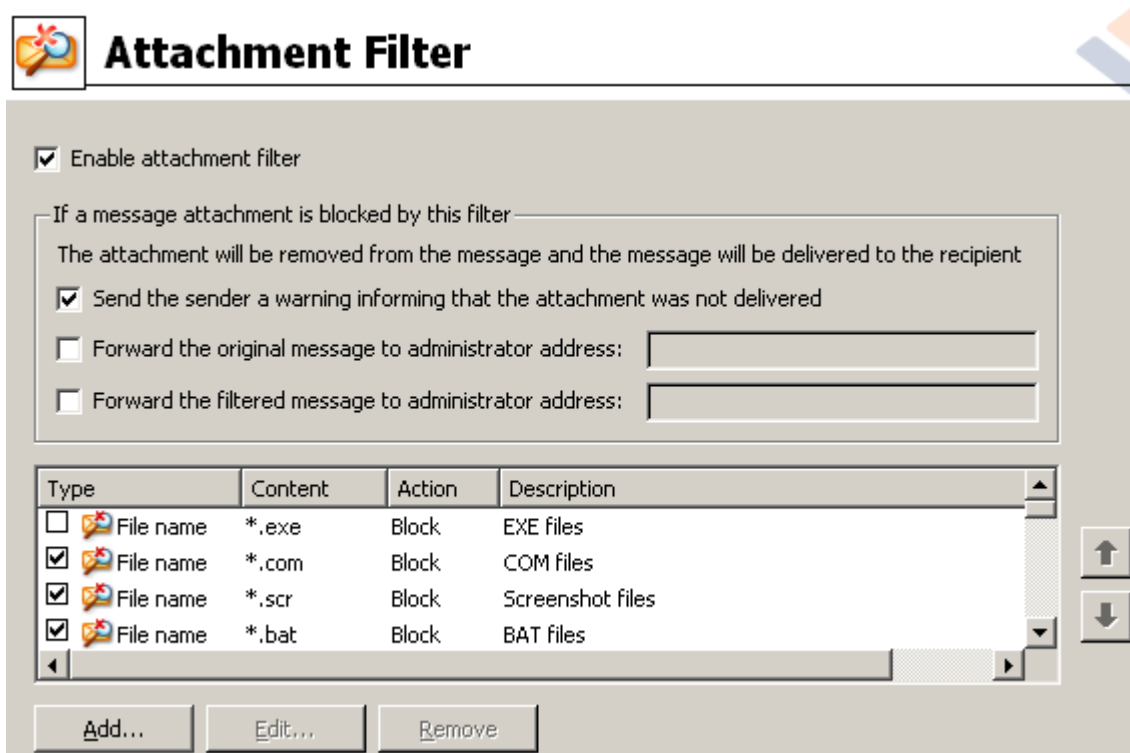 Attachment Filter
Enable attachment filter
If a message attachment is blocked by this filter
The attachment will be removed from the message and the message will be delivered to the recipient
Send the sender a warning informing that the attachment was not delivered
Forward the original message to administrator address:
Forward the filtered message to administrator address:
Type Content Action Description
File name *.exe Block EXE files
File name *.com Block COM files
File name *.scr Block Screenshot files
File name *.bat Block BAT files
Add... Edit... Remove